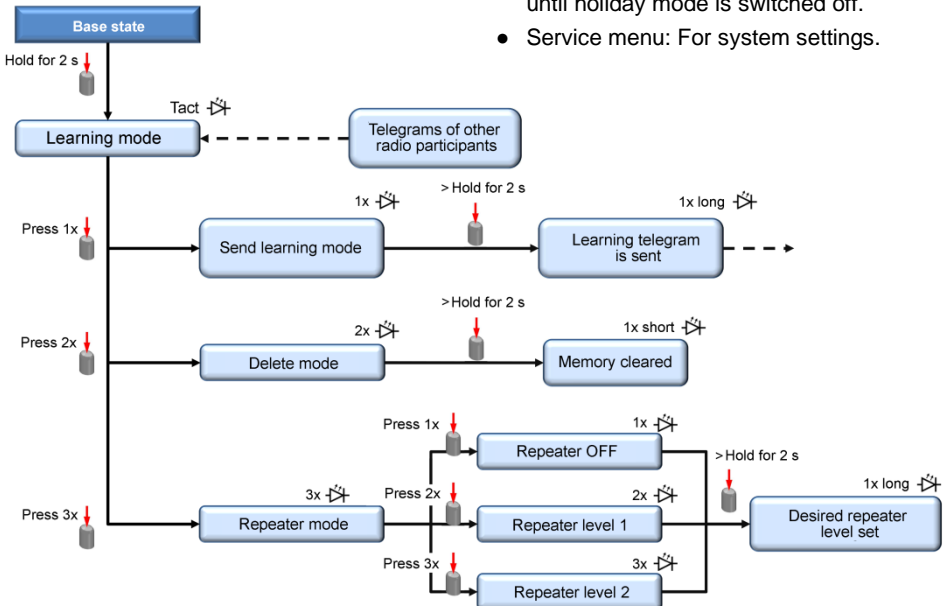 until holiday mode is switched off.
● Service menu: For system settings.
Base state
Hold for 2 s
Tact
Learning mode
Telegrams of other
radio participants
Press 1x
1x
> Hold for 2 s
1x long
Send learning mode
Learning telegram
is sent
Press 2x
2x
> Hold for 2 s
1x short
Delete mode
Memory cleared
Press 3x
3x
Repeater mode
Press 1x
1x
Repeater OFF
Press 2x
2x
Repeater level 1
Press 3x
3x
Repeater level 2
> Hold for 2 s
1x long
Desired repeater
level set